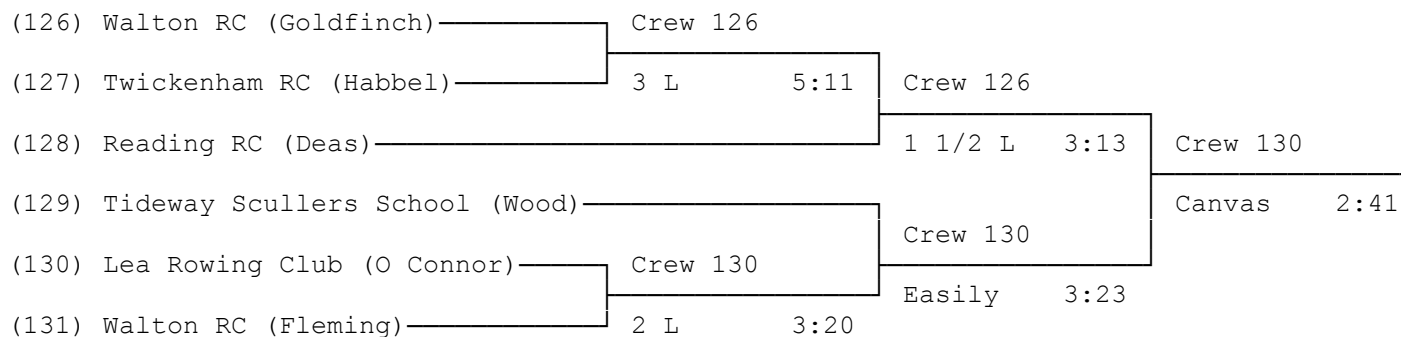 (126) Walton RC (Goldfinch) Crew 126
(127) Twickenham RC (Habbel) 3 L 5:11 Crew 126
(128) Reading RC (Deas) 1 1/2 L 3:13 Crew 130
(129) Tideway Scullers School (Wood) Canvas 2:41
Crew 130
(130) Lea Rowing Club (O Connor) Crew 130
Easily 3:23
(131) Walton RC (Fleming) 2 L 3:20